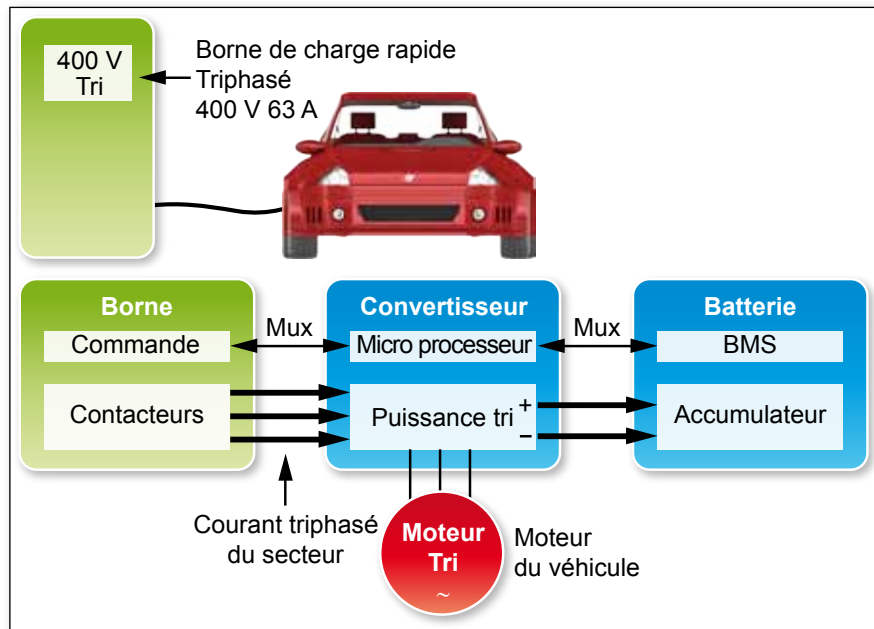 400 V
Tri
Borne de charge rapide
Triphasé
400 V 63 A
Borne
Convertisseur
Batterie
Commande
Mux
Micro processeur
Mux
BMS
Contacteurs
Puissance tri
+
−
Accumulateur
Courant triphasé
du secteur
Moteur
Tri
~
Moteur
du véhicule